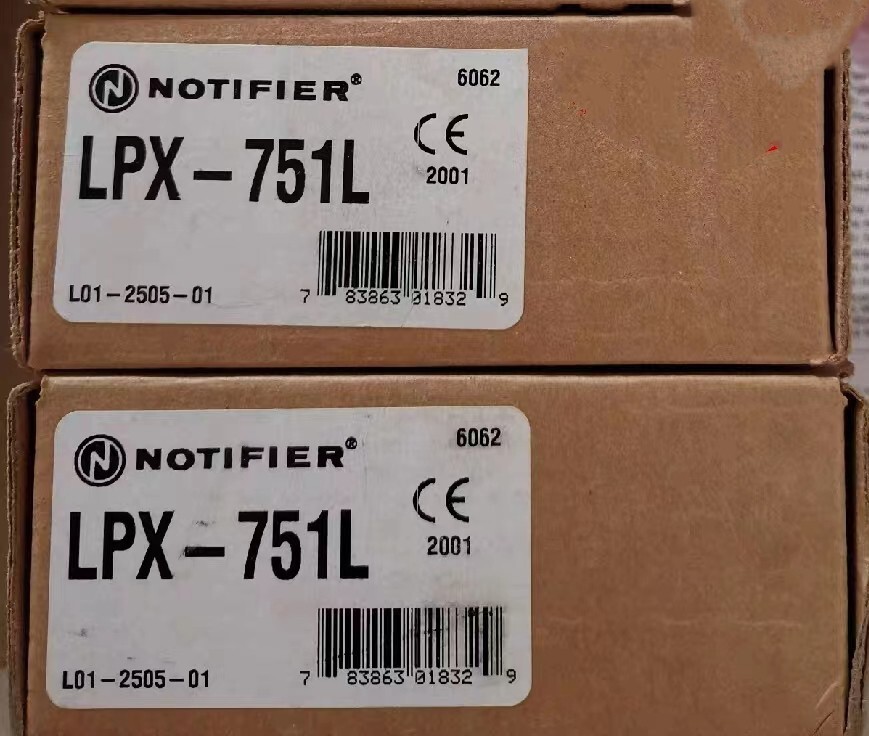 NOTIFIER®
6062
CE
LPX-751L
2001
L01-2505-01
7 83863 01832 9
NOTIFIER®
6062
CE
LPX-751L
2001
L01-2505-01
7 83863 01832 9